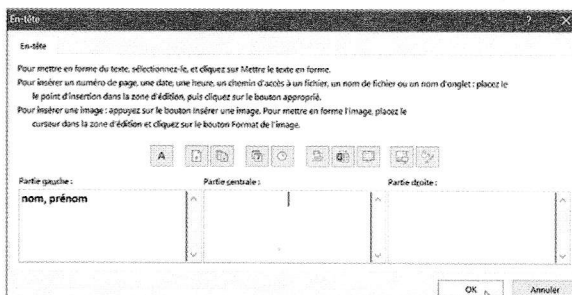 En-tête
? ×
En-tête
Pour mettre en forme du texte, sélectionnez-le, et cliquez sur Mettre le texte en forme.
Pour insérer un numéro de page, une date, une heure, un chemin d'accès à un fichier, un nom de fichier ou un nom d'onglet : placez le
le point d'insertion dans la zone d'édition, puis cliquez sur le bouton approprié.
Pour insérer une image : appuyez sur le bouton Insérer une image. Pour mettre en forme l'image, placez le
curseur dans la zone d'édition et cliquez sur le bouton Format de l'image.
A
Partie gauche : Partie centrale : Partie droite :
nom, prénom
OK Annuler